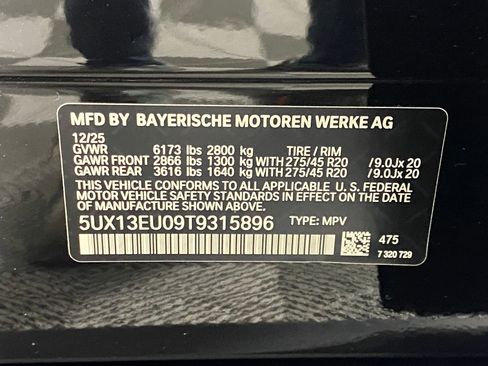 MFD BY BAYERISCHE MOTOREN WERKE AG
12/25
GVWR 6173 lbs 2800 kg TIRE / RIM
GAWR FRONT 2866 lbs 1300 kg WITH 275/45 R20 /9.0Jx 20
GAWR REAR 3616 lbs 1640 kg WITH 275/45 R20 /9.0Jx 20
THIS VEHICLE CONFORMS TO ALL APPLICABLE U.S. FEDERAL
MOTOR VEHICLE SAFETY STANDARDS IN EFFECT ON THE DATE
OF MANUFACTURE SHOWN ABOVE.
5UX13EU09T9315896 TYPE: MPV
475
7 320 729